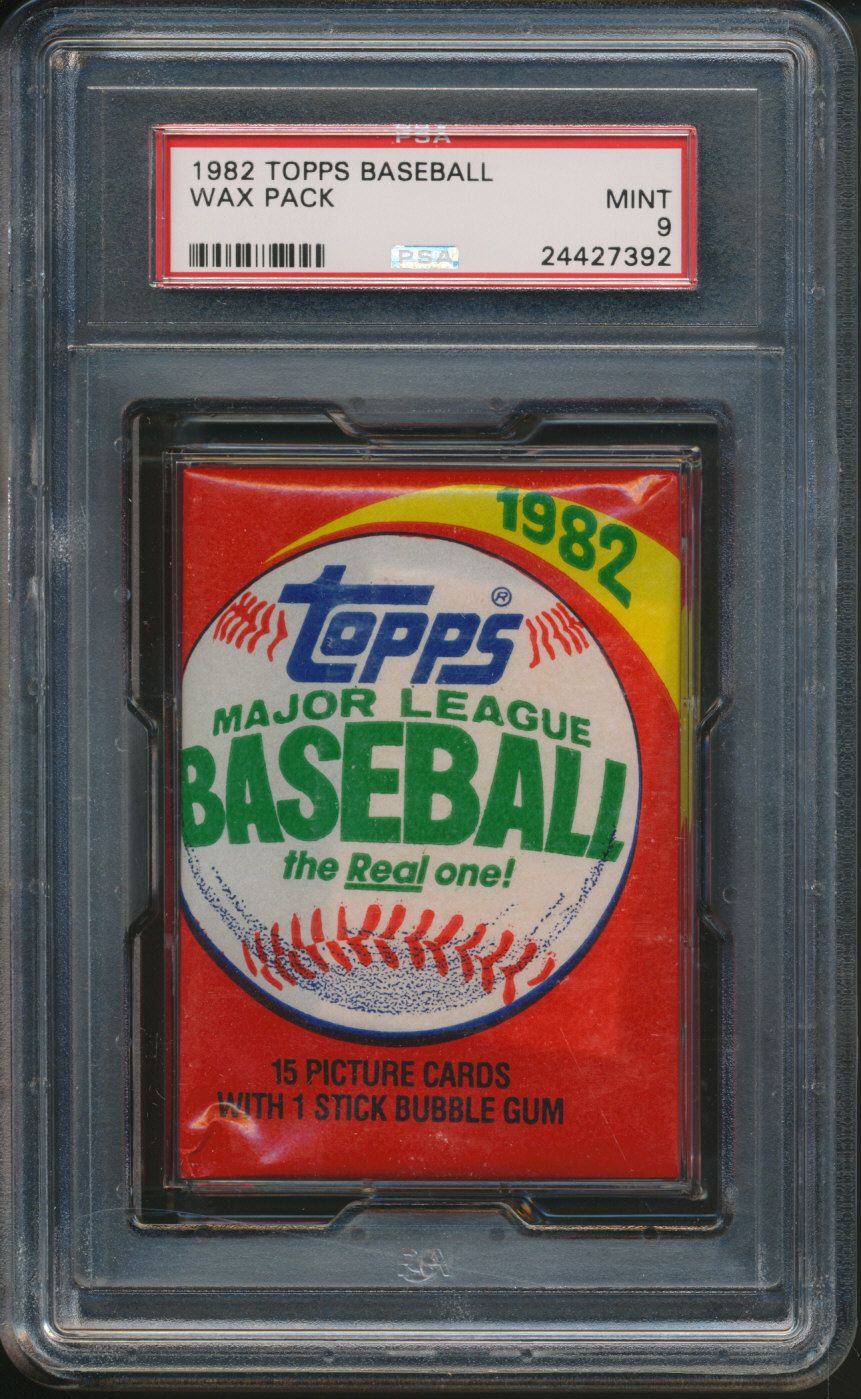 PSA
1982 TOPPS BASEBALL
WAX PACK
MINT
9
PSA
24427392
1982
TOPPS ®
MAJOR LEAGUE
BASEBALL
the Real one!
15 PICTURE CARDS
WITH 1 STICK BUBBLE GUM